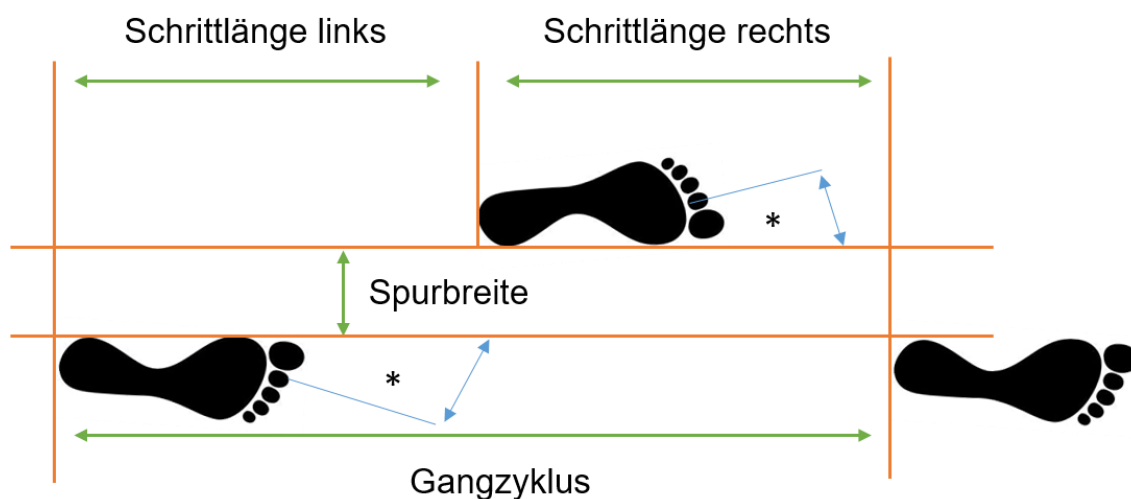 Schrittlänge links
Schrittlänge rechts
*
Spurbreite
*
Gangzyklus